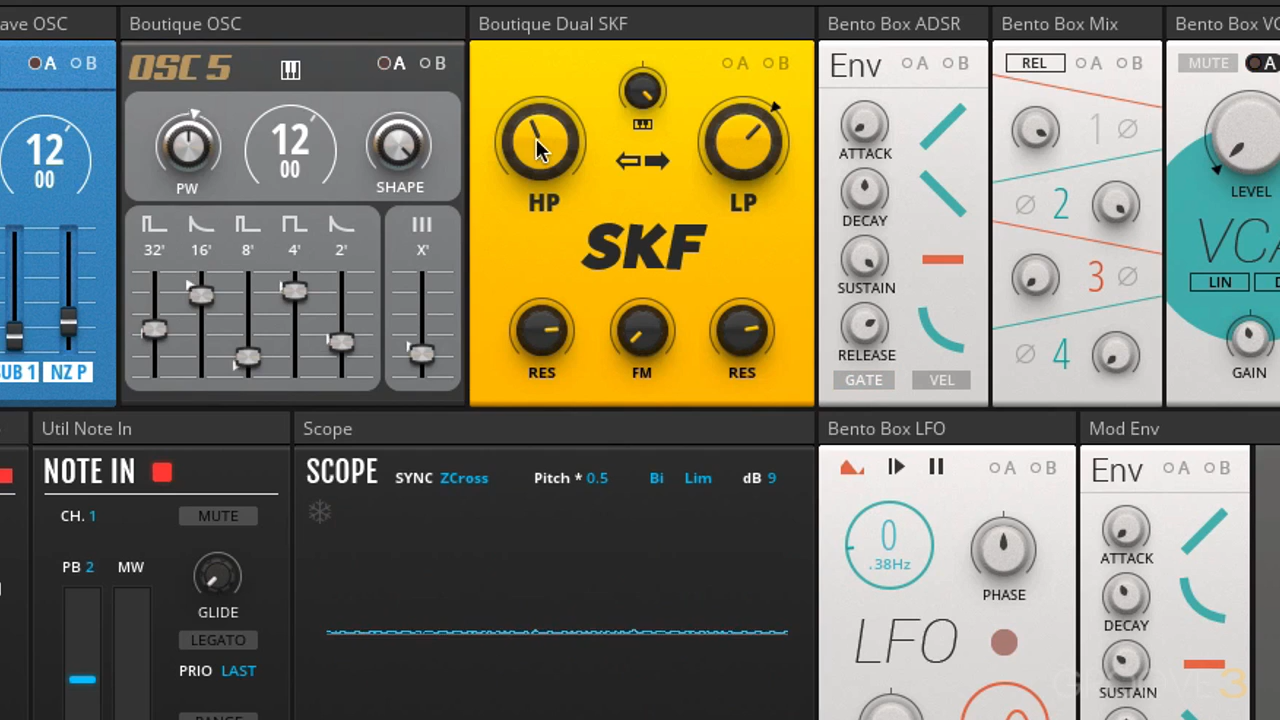 ave OSC
Boutique OSC
Boutique Dual SKF
Bento Box ADSR
Bento Box Mix
Bento Box VC
A B
12
00
SUB 1 NZ P
OSC 5
A B
PW
12
00
SHAPE
32' 16' 8' 4' 2'
X'
A B
HP
LP
SKF
RES FM RES
Env A B
ATTACK
DECAY
SUSTAIN
RELEASE
GATE VEL
REL A B
1 Ø
Ø 2
3 Ø
Ø 4
MUTE A
LEVEL
VCA
LIN D
GAIN
Util Note In
Scope
Bento Box LFO
Mod Env
NOTE IN
CH. 1 MUTE
PB 2 MW
GLIDE
LEGATO
PRIO LAST
RANGE
SCOPE SYNC ZCross Pitch * 0.5 Bi Lim dB 9
A B
0
.38Hz
PHASE
LFO
Env A B
ATTACK
DECAY
SUSTAIN
GROOVE 3